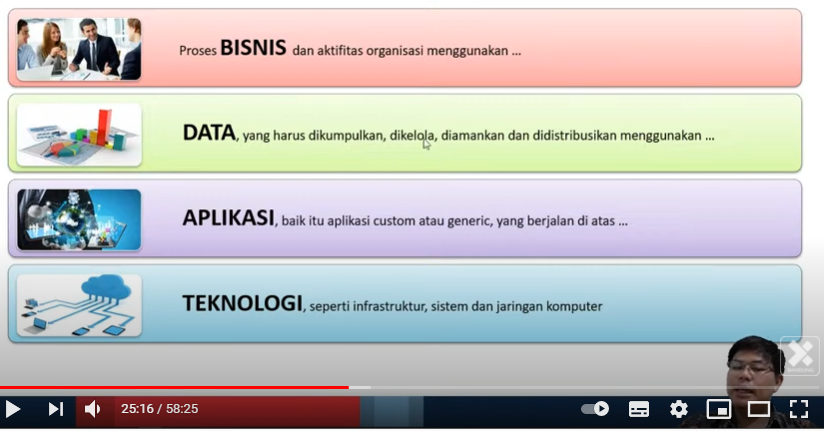 Proses BISNIS dan aktifitas organisasi menggunakan ...
DATA, yang harus dikumpulkan, dikelola, diamankan dan didistribusikan menggunakan ...
APLIKASI, baik itu aplikasi custom atau generic, yang berjalan di atas ...
TEKNOLOGI, seperti infrastruktur, sistem dan jaringan komputer
25:16 / 58:25